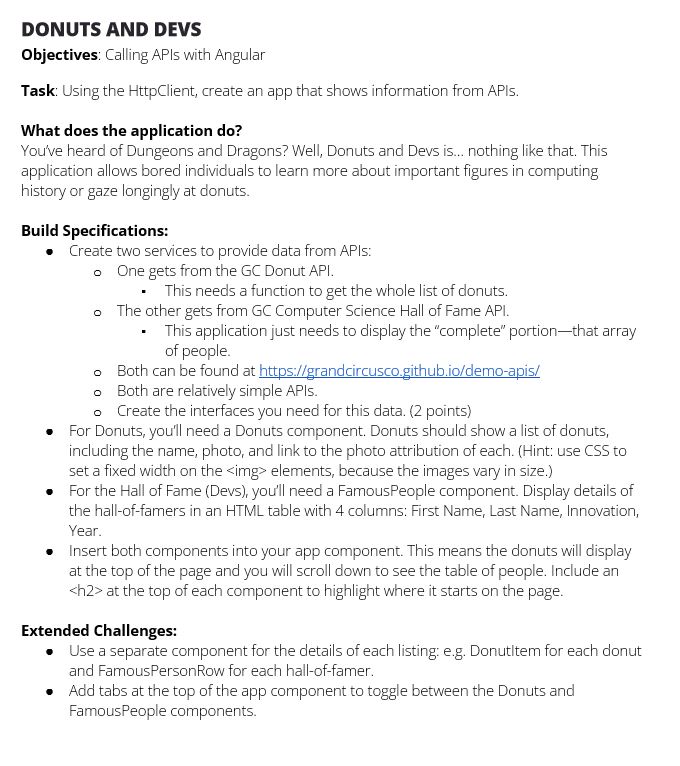 DONUTS AND DEVS
Objectives: Calling APIs with Angular
Task: Using the HttpClient, create an app that shows information from APIs.
What does the application do?
You’ve heard of Dungeons and Dragons? Well, Donuts and Devs is... nothing like that. This
application allows bored individuals to learn more about important figures in computing
history or gaze longingly at donuts.
Build Specifications:
● Create two services to provide data from APIs:
o One gets from the GC Donut API.
▪ This needs a function to get the whole list of donuts.
o The other gets from GC Computer Science Hall of Fame API.
▪ This application just needs to display the “complete” portion—that array
of people.
o Both can be found at https://grandcircusco.github.io/demo-apis/
o Both are relatively simple APIs.
o Create the interfaces you need for this data. (2 points)
● For Donuts, you’ll need a Donuts component. Donuts should show a list of donuts,
including the name, photo, and link to the photo attribution of each. (Hint: use CSS to
set a fixed width on the <img> elements, because the images vary in size.)
● For the Hall of Fame (Devs), you’ll need a FamousPeople component. Display details of
the hall-of-famers in an HTML table with 4 columns: First Name, Last Name, Innovation,
Year.
● Insert both components into your app component. This means the donuts will display
at the top of the page and you will scroll down to see the table of people. Include an
<h2> at the top of each component to highlight where it starts on the page.
Extended Challenges:
● Use a separate component for the details of each listing: e.g. DonutItem for each donut
and FamousPersonRow for each hall-of-famer.
● Add tabs at the top of the app component to toggle between the Donuts and
FamousPeople components.